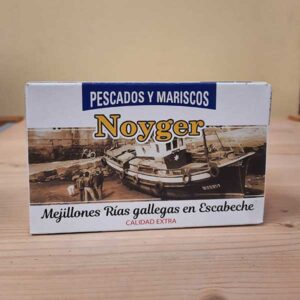 PESCADOS Y MARISCOS
Noyger
Mejillones Rías gallegas en Escabeche
CALIDAD EXTRA